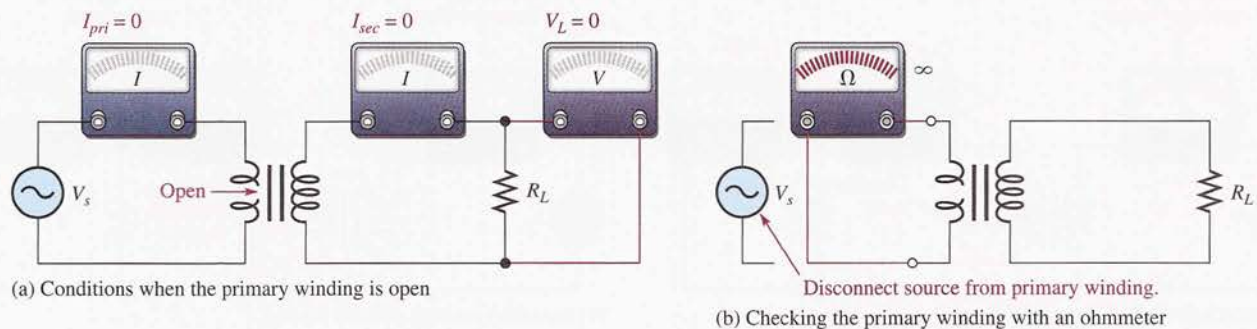 I_pri = 0
I_sec = 0
V_L = 0
I
I
V
Ω
∞
V_s
Open
R_L
V_s
R_L
Disconnect source from primary winding.
(a) Conditions when the primary winding is open
(b) Checking the primary winding with an ohmmeter